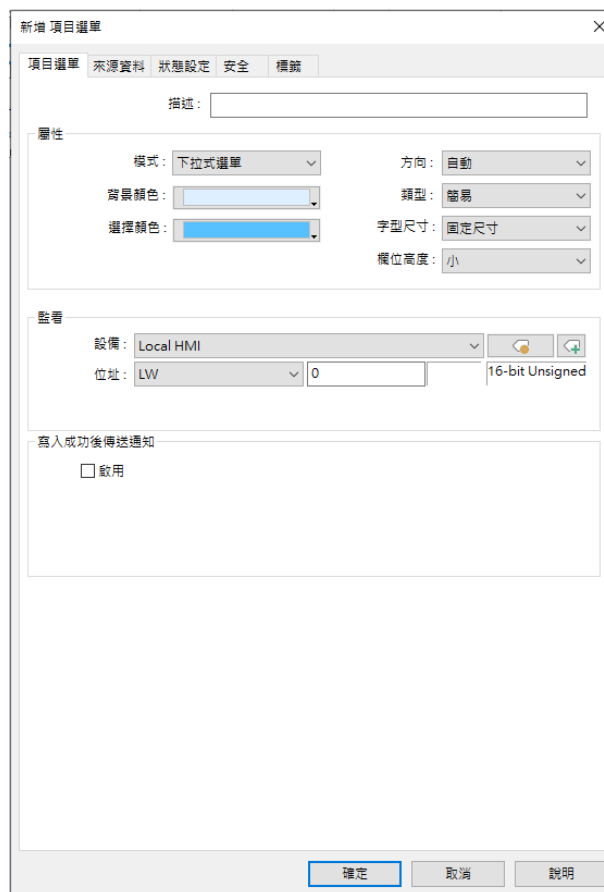 新增 項目選單
項目選單 來源資料 狀態設定 安全 標籤
描述：
屬性
模式： 下拉式選單 方向： 自動
背景顏色： 類型： 簡易
選擇顏色： 字型尺寸： 固定尺寸
欄位高度： 小
監看
設備： Local HMI
位址： LW 0 16-bit Unsigned
寫入成功後傳送通知
啟用
確定 取消 說明